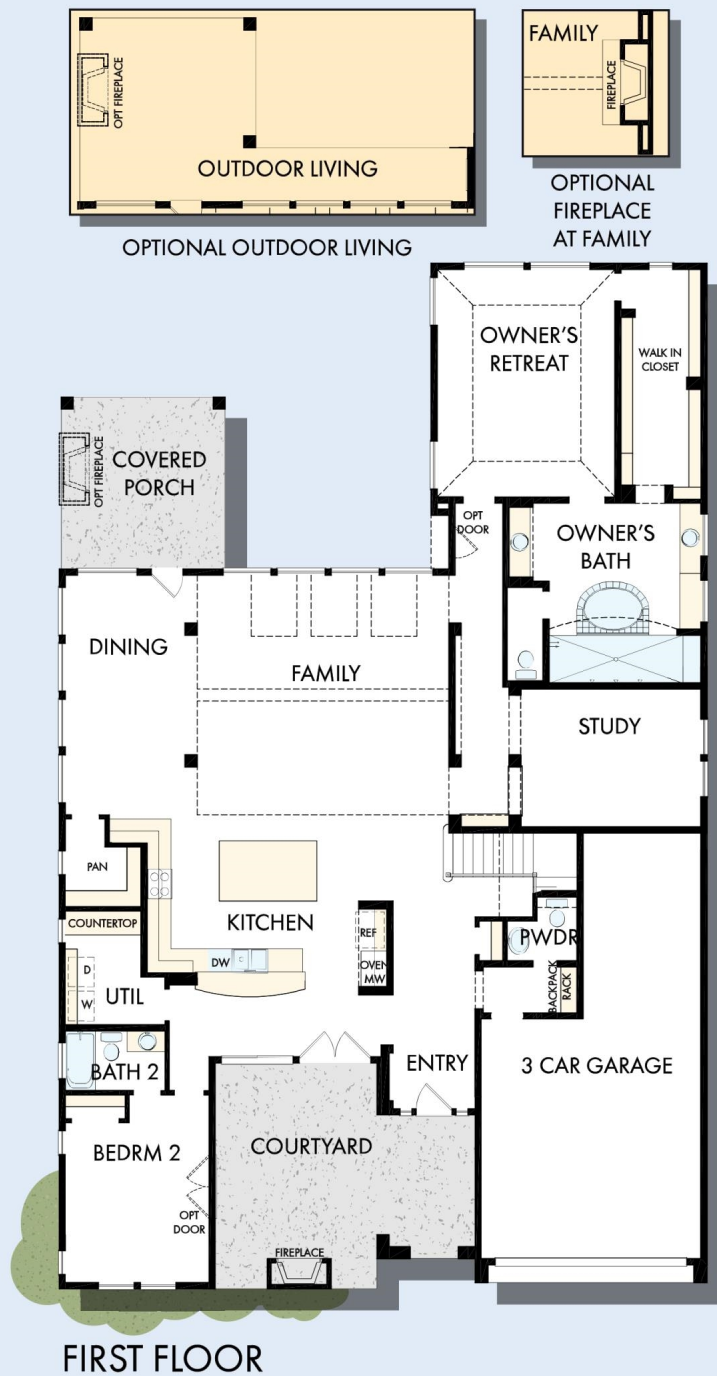 OPT FIREPLACE
OUTDOOR LIVING
OPTIONAL OUTDOOR LIVING
FAMILY
FIREPLACE
OPTIONAL
FIREPLACE
AT FAMILY
OWNER'S
RETREAT
WALK IN
CLOSET
OPT FIREPLACE
COVERED
PORCH
OPT
DOOR
OWNER'S
BATH
DINING
FAMILY
STUDY
PAN
KITCHEN
COUNTERTOP
REF
OVEN
MW
DW
D
W
UTIL
PWDR
BACKPACK
RACK
BATH 2
ENTRY
3 CAR GARAGE
BEDRM 2
COURTYARD
OPT
DOOR
FIREPLACE
FIRST FLOOR